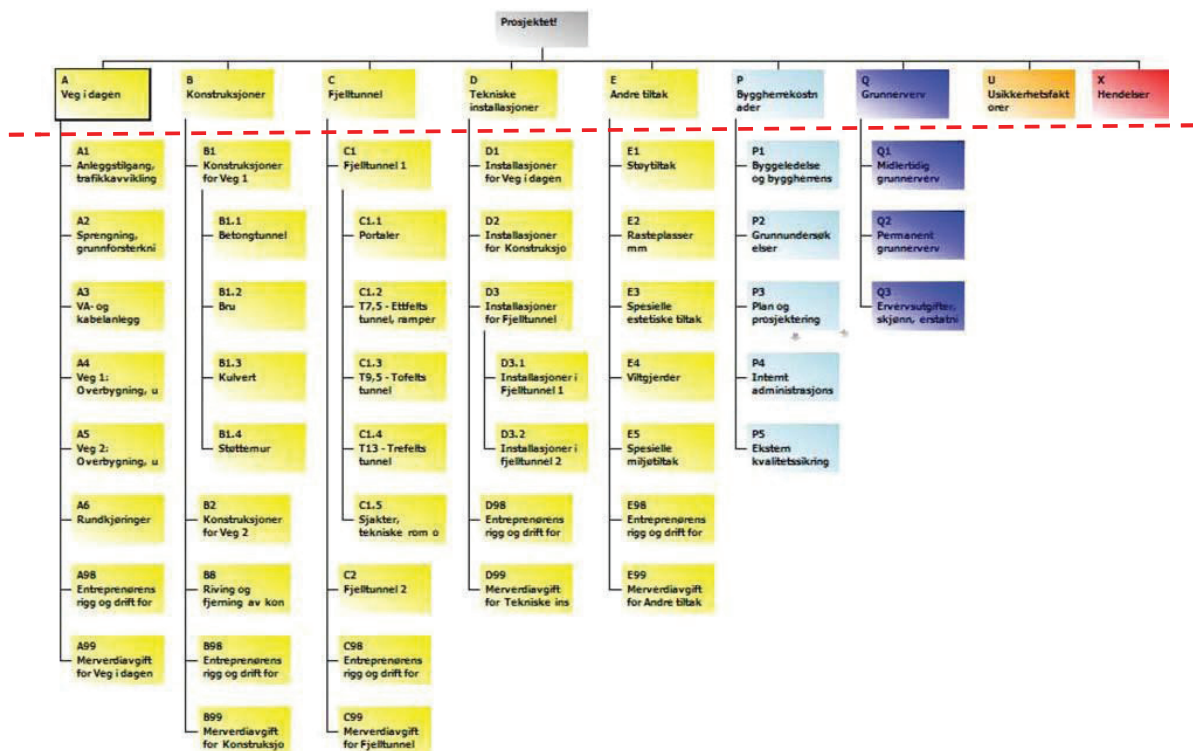 Prosjektet!
A
Veg i dagen
B
Konstruksjoner
C
Fjelltunnel
D
Tekniske
installasjoner
E
Andre tiltak
P
Byggherrekostn
ader
Q
Grunnerverv
U
Usikkerhetsfakt
orer
X
Hendelser
A1
Anleggstilgang,
trafikkavvikling
A2
Sprengning,
grunnforsterkni
A3
VA- og
kabelanlegg
A4
Veg 1:
Overbygning, u
A5
Veg 2:
Overbygning, u
A6
Rundkjøringer
A98
Entreprenørens
rigg og drift for
A99
Merverdiavgift
for Veg i dagen
B1
Konstruksjoner
for Veg 1
B1.1
Betongtunnel
B1.2
Bru
B1.3
Kulvert
B1.4
Støttemur
B2
Konstruksjoner
for Veg 2
B8
Riving og
fjerning av kon
B98
Entreprenørens
rigg og drift for
B99
Merverdiavgift
for Konstruksjo
C1
Fjelltunnel 1
C1.1
Portaler
C1.2
T7,5 - Ettfelts
tunnel, ramper
C1.3
T9,5 - Tofelts
tunnel
C1.4
T13 - Trefelts
tunnel
C1.5
Sjakter,
tekniske rom o
C2
Fjelltunnel 2
C98
Entreprenørens
rigg og drift for
C99
Merverdiavgift
for Fjelltunnel
D1
Installasjoner
for Veg i dagen
D2
Installasjoner
for Konstruksjo
D3
Installasjoner
for Fjelltunnel
D3.1
Installasjoner i
Fjelltunnel 1
D3.2
Installasjoner i
fjelltunnel 2
D98
Entreprenørens
rigg og drift for
D99
Merverdiavgift
for Tekniske ins
E1
Støytiltak
E2
Rasteplasser
mm
E3
Spesielle
estetiske tiltak
E4
Viltgjerder
E5
Spesielle
miljøtiltak
E98
Entreprenørens
rigg og drift for
E99
Merverdiavgift
for Andre tiltak
P1
Byggeledelse
og byggherrens
P2
Grunnundersøk
elser
P3
Plan og
prosjektering
P4
Internt
administrasjons
P5
Ekstern
kvalitetssikring
Q1
Midlertidig
grunnerverv
Q2
Permanent
grunnerverv
Q3
Ervervsutgifter,
skjønn, erstatni